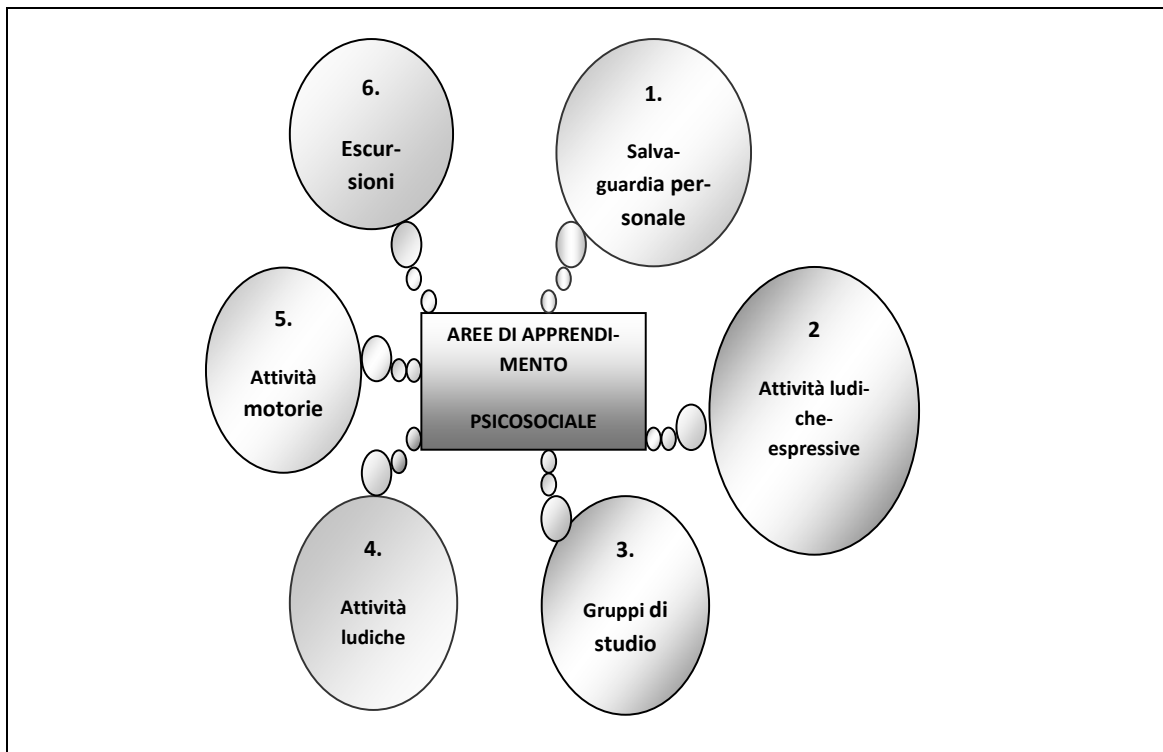 6.
Escur-
sioni
1.
Salva-
guardia per-
sonale
5.
Attività
motorie
AREE DI APPRENDI-
MENTO
PSICOSOCIALE
2
Attività ludi-
che-
espressive
4.
Attività
ludiche
3.
Gruppi di
studio